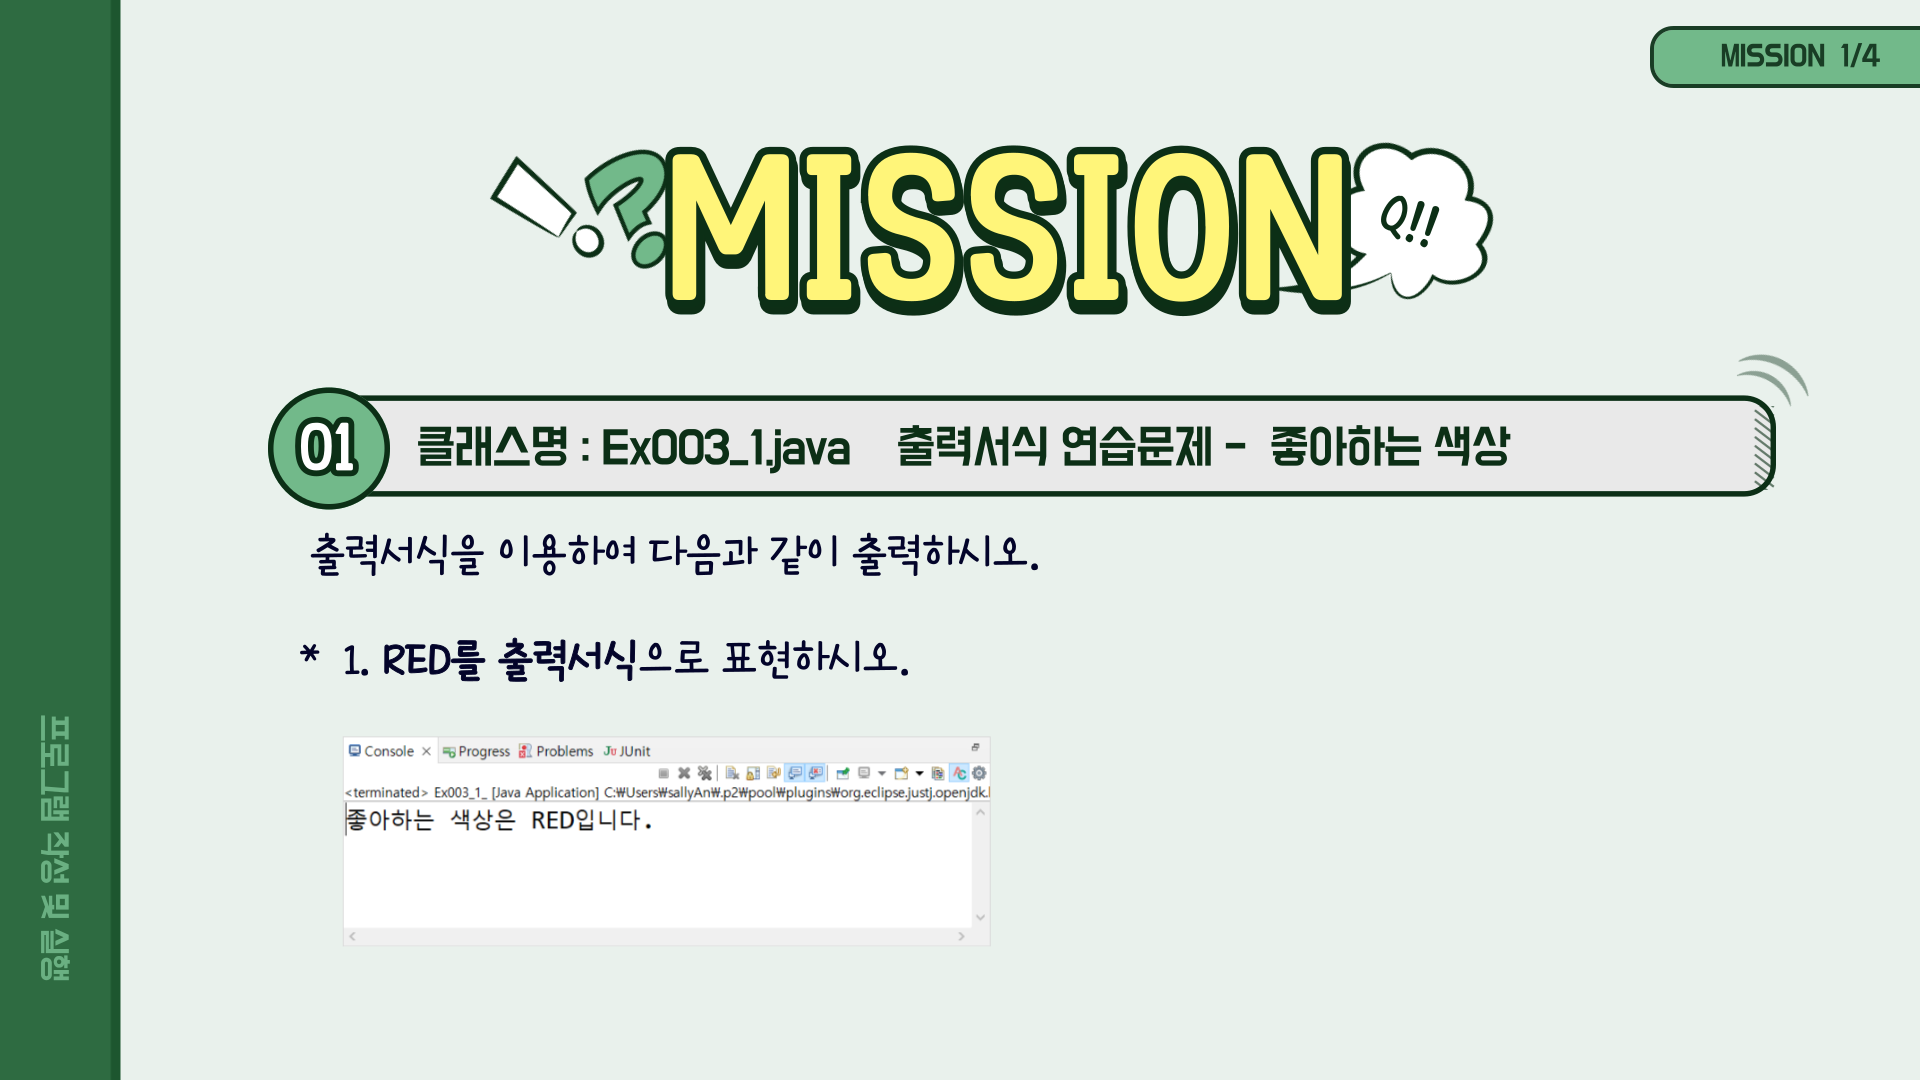 MISSION 1/4
MISSION
Q!!
01
클래스명 : Ex003_1.java 출력서식 연습문제 - 좋아하는 색상
출력서식을 이용하여 다음과 같이 출력하시오.
* 1. RED를 출력서식으로 표현하시오.
Console × Progress Problems JUnit
<terminated> Ex003_1_ [Java Application] C:₩Users₩sallyAn₩.p2₩pool₩plugins₩org.eclipse.justj.openjdk.
좋아하는 색상은 RED입니다.
프로그램 작성 및 실행